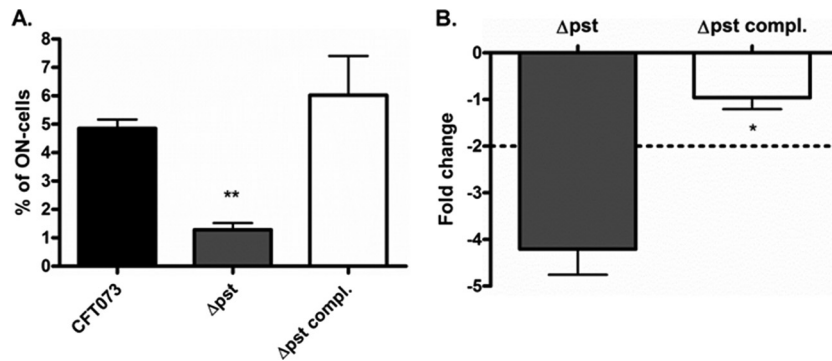 A.
% of ON-cells
8
7
6
5
4
3
2
1
0
**
CFT073
Δpst
Δpst compl.
B.
Δpst
Δpst compl.
Fold change
0
-1
-2
-3
-4
-5
*